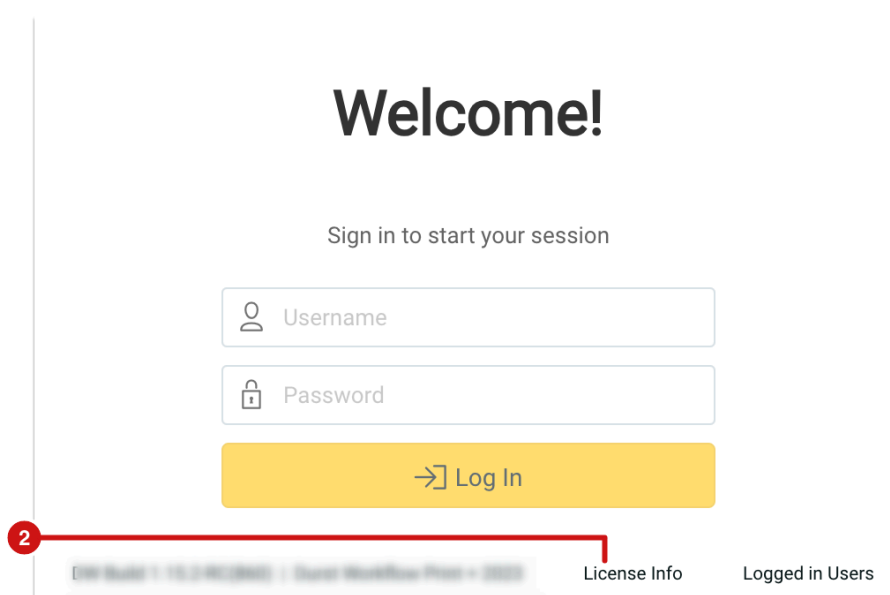 Welcome!
Sign in to start your session
Username
Password
Log In
2
License Info
Logged in Users